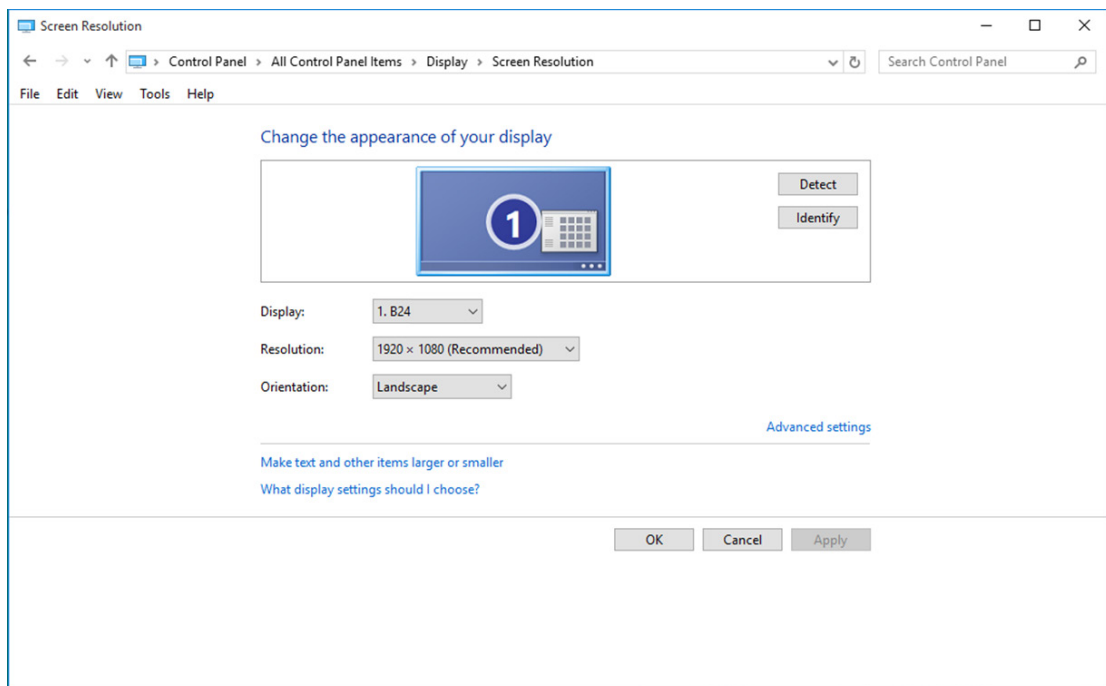 Screen Resolution
Control Panel > All Control Panel Items > Display > Screen Resolution
Search Control Panel
File Edit View Tools Help
Change the appearance of your display
1
Detect
Identify
Display: 1. B24
Resolution: 1920 × 1080 (Recommended)
Orientation: Landscape
Advanced settings
Make text and other items larger or smaller
What display settings should I choose?
OK Cancel Apply